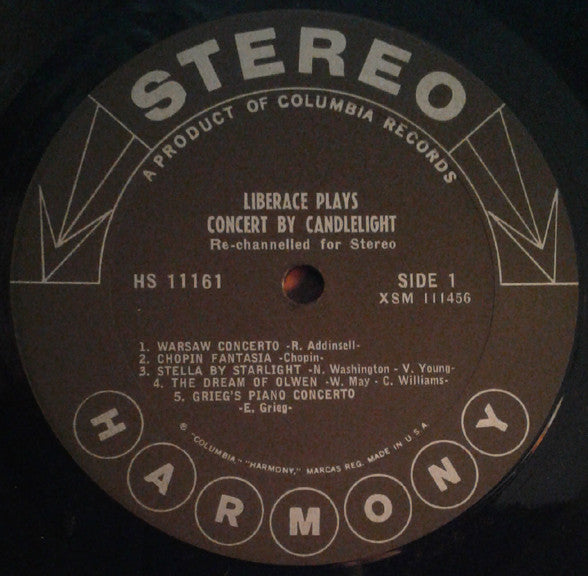 STEREO
A PRODUCT OF COLUMBIA RECORDS
LIBERACE PLAYS
CONCERT BY CANDLELIGHT
Re-channelled for Stereo
HS 11161
SIDE 1
XSM 111456
1. WARSAW CONCERTO -R. Addinsell-
2. CHOPIN FANTASIA -Chopin-
3. STELLA BY STARLIGHT -N. Washington - V. Young-
4. THE DREAM OF OLWEN -W. May - C. Williams-
5. GRIEG'S PIANO CONCERTO
-E. Grieg-
® "COLUMBIA," "HARMONY," MARCAS REG. MADE IN U.S.A.
HARMONY